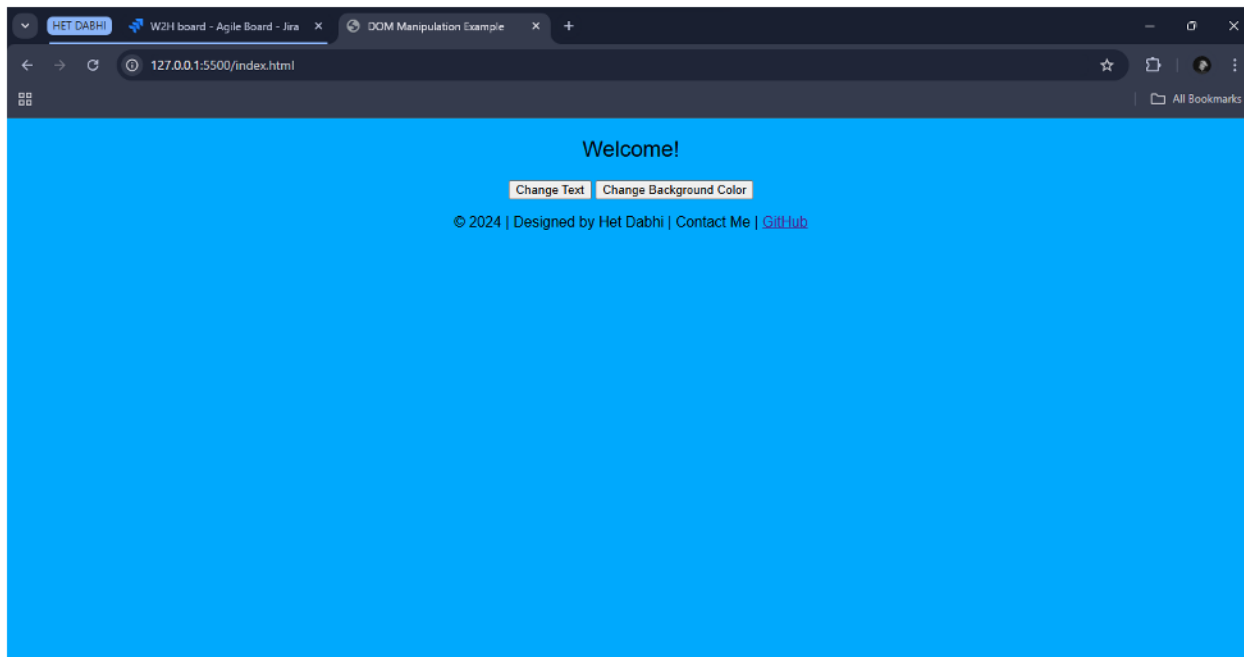 HET DABHI W2H board - Agile Board - Jira DOM Manipulation Example
127.0.0.1:5500/index.html
All Bookmarks
Welcome!
Change Text Change Background Color
© 2024 | Designed by Het Dabhi | Contact Me | GitHub